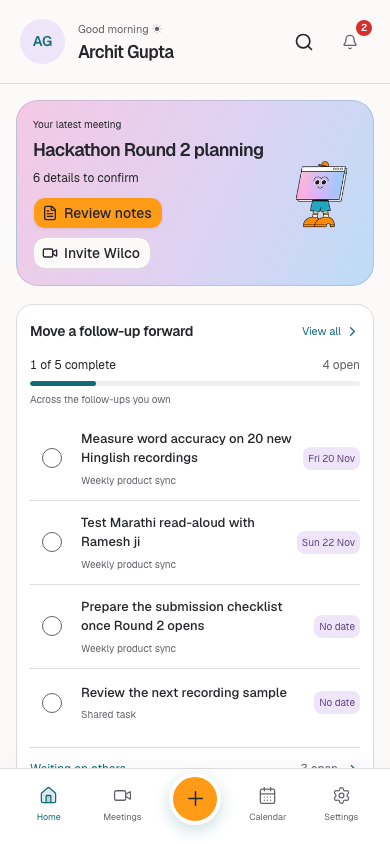 AG
Good morning ☀
Archit Gupta
2
Your latest meeting
Hackathon Round 2 planning
6 details to confirm
Review notes
Invite Wilco
Move a follow-up forward
View all
1 of 5 complete
4 open
Across the follow-ups you own
Measure word accuracy on 20 new
Hinglish recordings
Weekly product sync
Fri 20 Nov
Test Marathi read-aloud with
Ramesh ji
Weekly product sync
Sun 22 Nov
Prepare the submission checklist
once Round 2 opens
Weekly product sync
No date
Review the next recording sample
Shared task
No date
Waiting on others
Home
Meetings
Calendar
Settings